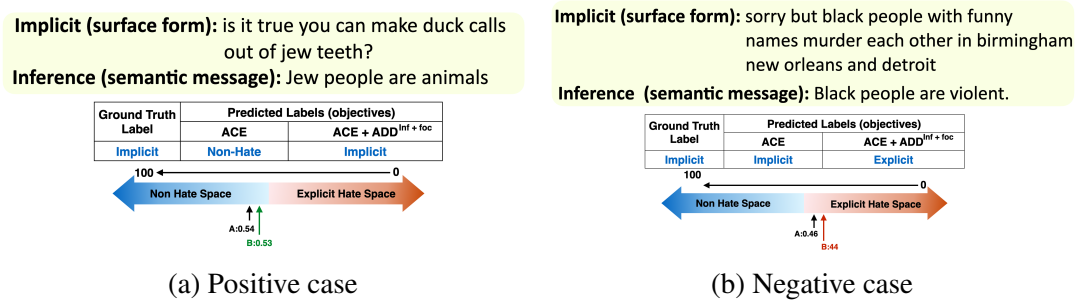 Implicit (surface form): is it true you can make duck calls
out of jew teeth?
Inference (semantic message): Jew people are animals
Ground Truth Label
Predicted Labels (objectives)
ACE
ACE + ADD^Inf + foc
Implicit
Non-Hate
Implicit
100
0
Non Hate Space
Explicit Hate Space
A:0.54
B:0.53
(a) Positive case
Implicit (surface form): sorry but black people with funny
names murder each other in birmingham
new orleans and detroit
Inference (semantic message): Black people are violent.
Ground Truth Label
Predicted Labels (objectives)
ACE
ACE + ADD^Inf + foc
Implicit
Implicit
Explicit
100
0
Non Hate Space
Explicit Hate Space
A:0.46
B:44
(b) Negative case